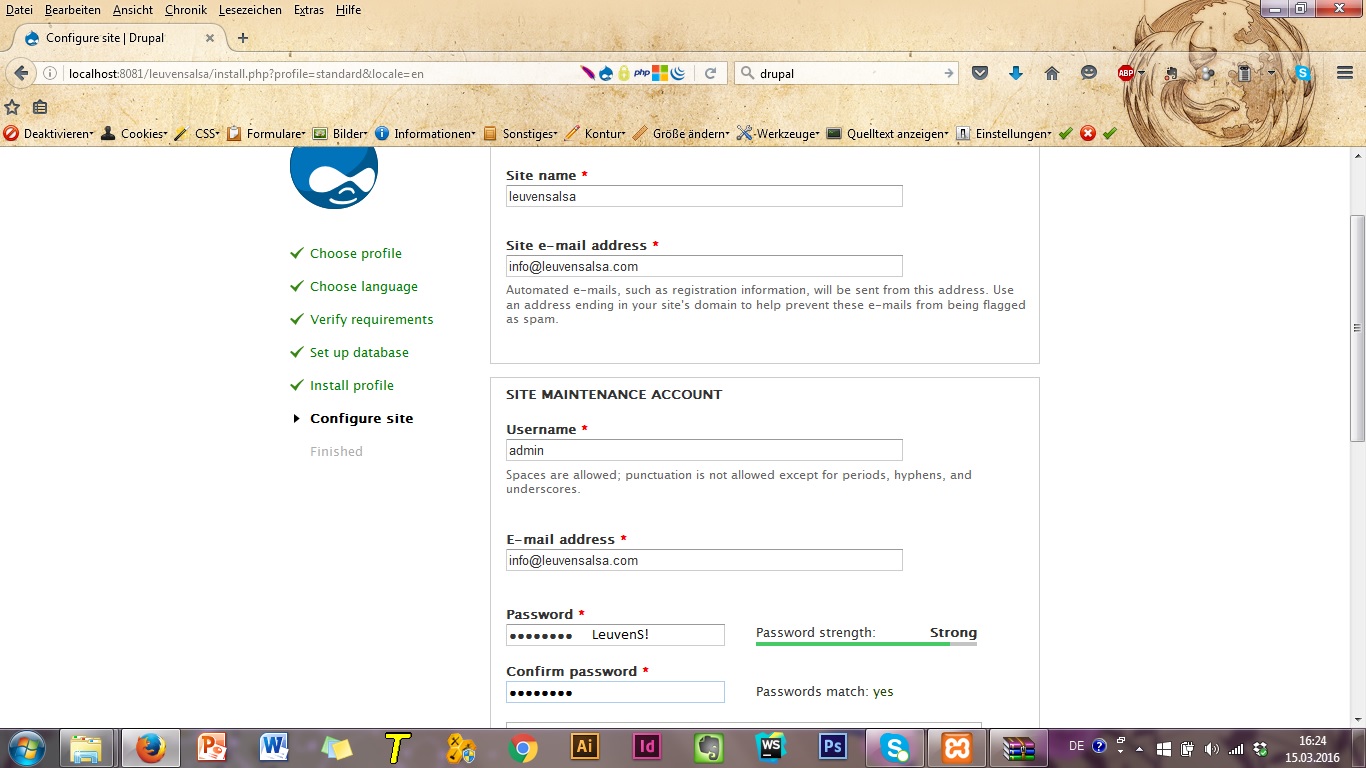 Datei Bearbeiten Ansicht Chronik Lesezeichen Extras Hilfe
Configure site | Drupal
localhost:8081/leuvensalsa/install.php?profile=standard&locale=en
php
drupal
ABP
Deaktivieren Cookies CSS Formulare Bilder Informationen Sonstiges Kontur Größe ändern Werkzeuge Quelltext anzeigen Einstellungen
Site name *
leuvensalsa
Site e-mail address *
info@leuvensalsa.com
Automated e-mails, such as registration information, will be sent from this address. Use
an address ending in your site's domain to help prevent these e-mails from being flagged
as spam.
Choose profile
Choose language
Verify requirements
Set up database
Install profile
Configure site
Finished
SITE MAINTENANCE ACCOUNT
Username *
admin
Spaces are allowed; punctuation is not allowed except for periods, hyphens, and
underscores.
E-mail address *
info@leuvensalsa.com
Password *
●●●●●●●● LeuvenS!
Password strength: Strong
Confirm password *
●●●●●●●●
Passwords match: yes
P W T Ai Id WS Ps S
DE
16:24
15.03.2016